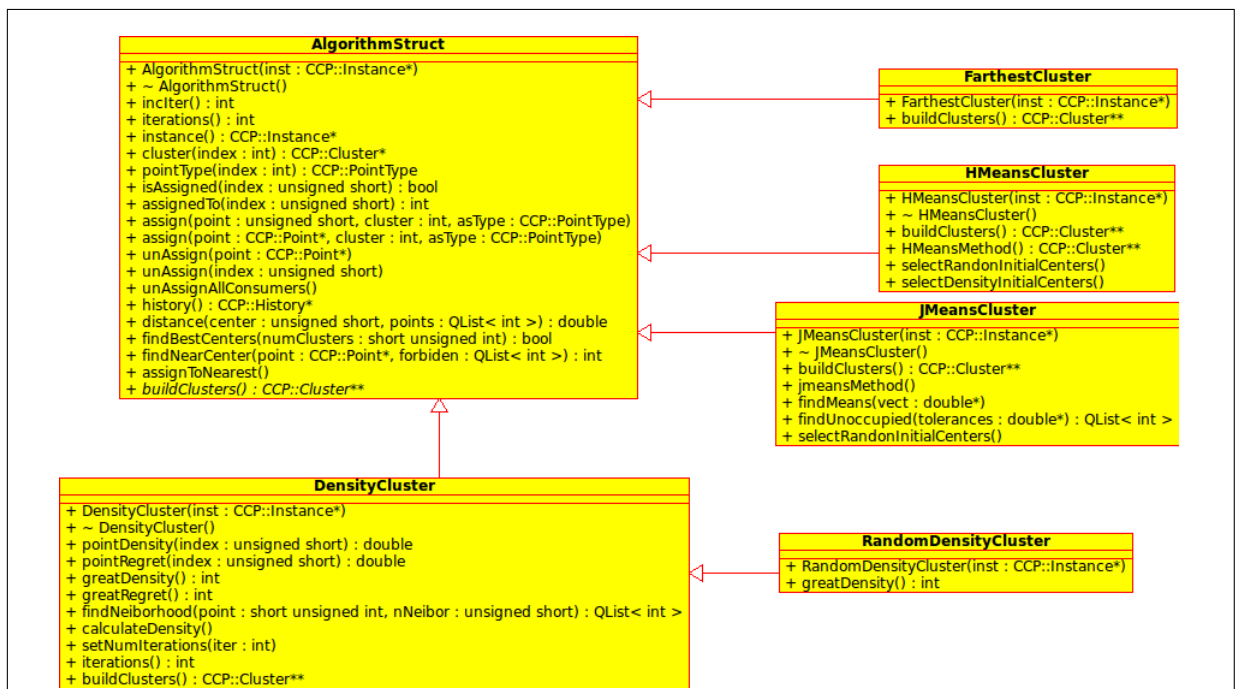 AlgorithmStruct
+ AlgorithmStruct(inst : CCP::Instance*)
+ ~ AlgorithmStruct()
+ incIter() : int
+ iterations() : int
+ instance() : CCP::Instance*
+ cluster(index : int) : CCP::Cluster*
+ pointType(index : int) : CCP::PointType
+ isAssigned(index : unsigned short) : bool
+ assignedTo(index : unsigned short) : int
+ assign(point : unsigned short, cluster : int, asType : CCP::PointType)
+ assign(point : CCP::Point*, cluster : int, asType : CCP::PointType)
+ unAssign(point : CCP::Point*)
+ unAssign(index : unsigned short)
+ unAssignAllConsumers()
+ history() : CCP::History*
+ distance(center : unsigned short, points : QList< int >) : double
+ findBestCenters(numClusters : short unsigned int) : bool
+ findNearCenter(point : CCP::Point*, forbiden : QList< int >) : int
+ assignToNearest()
+ buildClusters() : CCP::Cluster**
FarthestCluster
+ FarthestCluster(inst : CCP::Instance*)
+ buildClusters() : CCP::Cluster**
HMeansCluster
+ HMeansCluster(inst : CCP::Instance*)
+ ~ HMeansCluster()
+ buildClusters() : CCP::Cluster**
+ HMeansMethod() : CCP::Cluster**
+ selectRandonInitialCenters()
+ selectDensityInitialCenters()
JMeansCluster
+ JMeansCluster(inst : CCP::Instance*)
+ ~ JMeansCluster()
+ buildClusters() : CCP::Cluster**
+ jmeansMethod()
+ findMeans(vect : double*)
+ findUnoccupied(tolerances : double*) : QList< int >
+ selectRandonInitialCenters()
DensityCluster
+ DensityCluster(inst : CCP::Instance*)
+ ~ DensityCluster()
+ pointDensity(index : unsigned short) : double
+ pointRegret(index : unsigned short) : double
+ greatDensity() : int
+ greatRegret() : int
+ findNeiborhood(point : short unsigned int, nNeibor : unsigned short) : QList< int >
+ calculateDensity()
+ setNumIterations(iter : int)
+ iterations() : int
+ buildClusters() : CCP::Cluster**
RandomDensityCluster
+ RandomDensityCluster(inst : CCP::Instance*)
+ greatDensity() : int